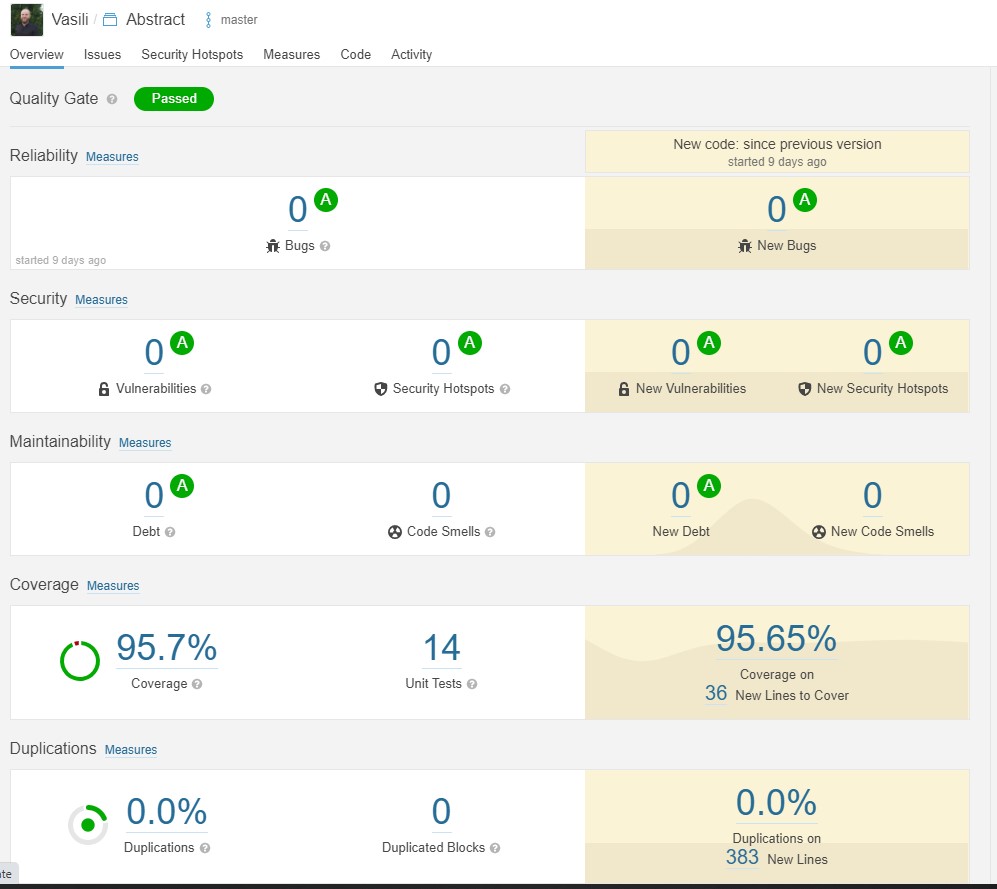 Vasili / Abstract master
Overview Issues Security Hotspots Measures Code Activity
Quality Gate ? Passed
New code: since previous version
started 9 days ago
Reliability Measures
0 A
Bugs ?
started 9 days ago
0 A
New Bugs
Security Measures
0 A 0 A 0 A 0 A
Vulnerabilities ? Security Hotspots ? New Vulnerabilities New Security Hotspots
Maintainability Measures
0 A 0 0 A 0
Debt ? Code Smells ? New Debt New Code Smells
Coverage Measures
95.7% 14 95.65%
Coverage ? Unit Tests ? Coverage on
36 New Lines to Cover
Duplications Measures
0.0% 0 0.0%
Duplications ? Duplicated Blocks ? Duplications on
383 New Lines